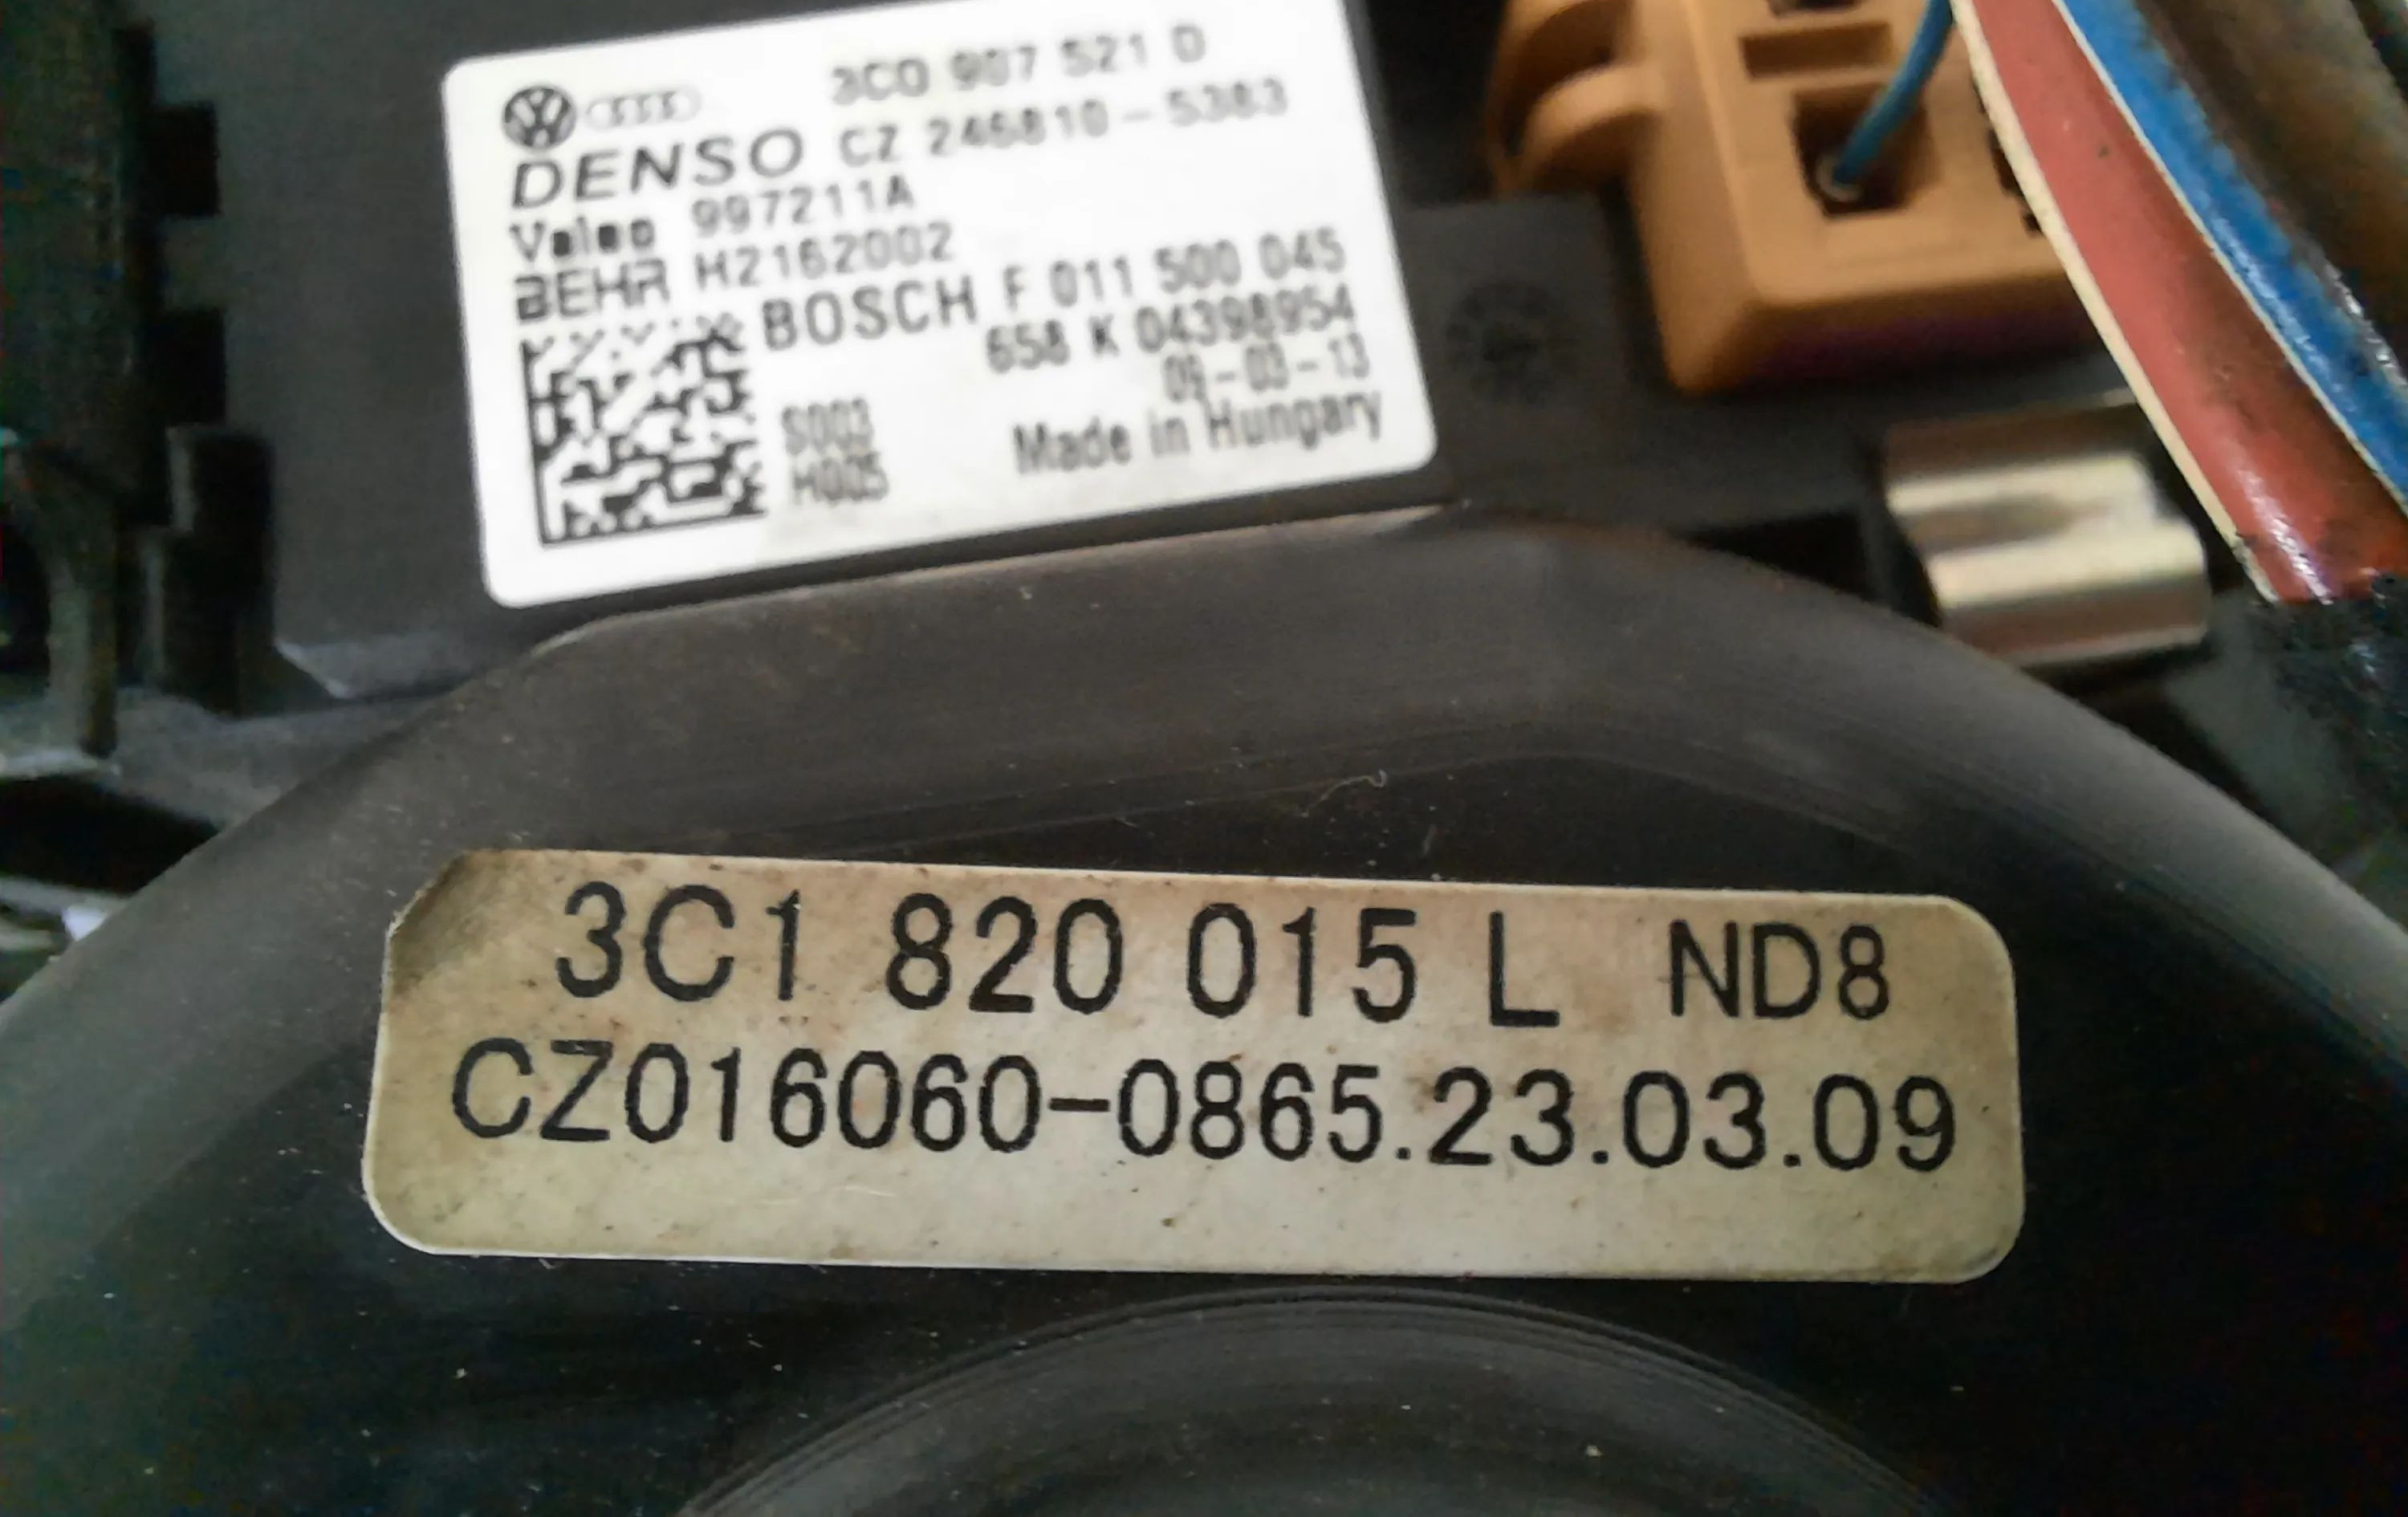 3C0 907 521 D
DENSO CZ 246810-5383
Valeo 997211A
BEHR H2162002
BOSCH F 011 500 045
658 K 04398954
09-03-13
S003
H005
Made in Hungary
3C1 820 015 L ND8
CZ016060-0865.23.03.09